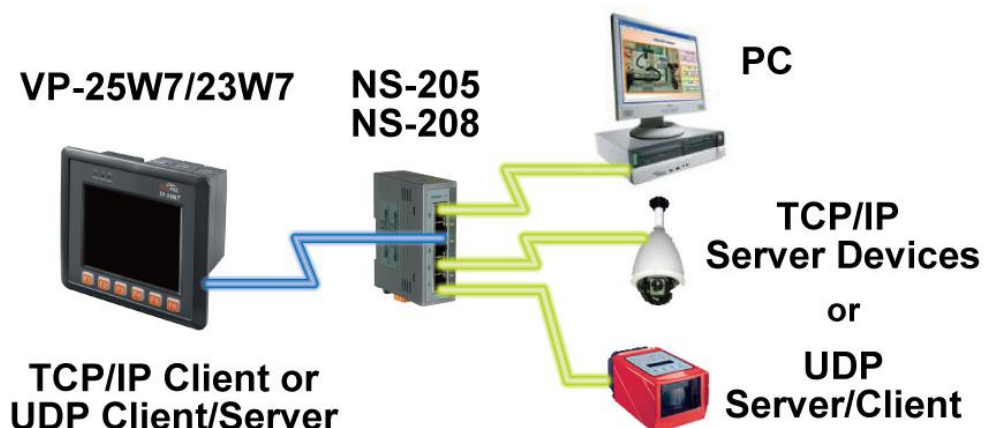 VP-25W7/23W7
NS-205
NS-208
PC
TCP/IP
Server Devices
or
UDP
Server/Client
TCP/IP Client or
UDP Client/Server